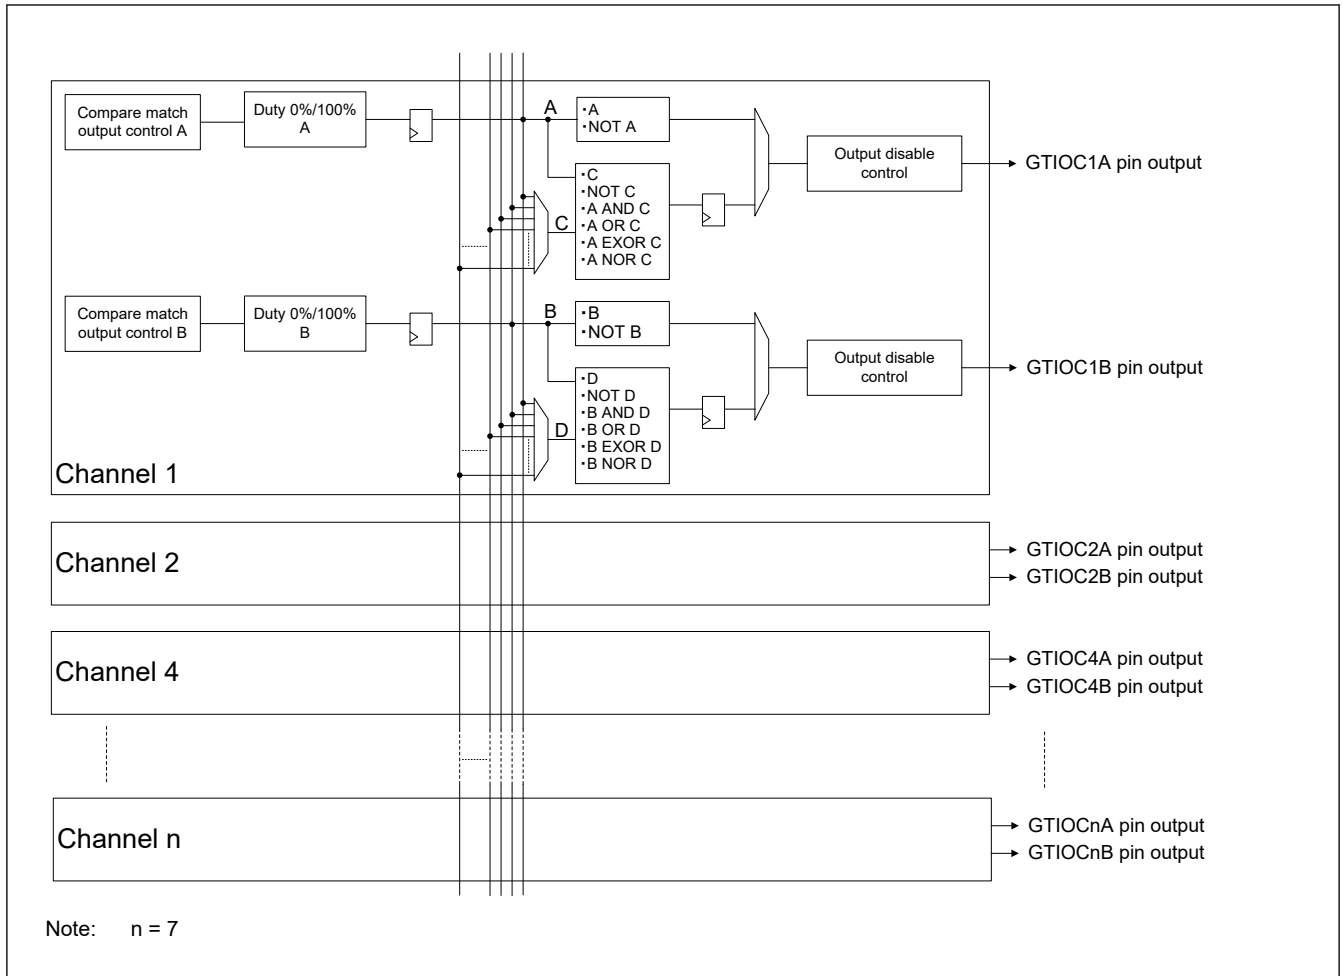 Compare match
output control A
Duty 0%/100%
A
A
・A
・NOT A
・C
・NOT C
・A AND C
・A OR C
・A EXOR C
・A NOR C
C
Output disable
control
GTIOC1A pin output
Compare match
output control B
Duty 0%/100%
B
B
・B
・NOT B
・D
・NOT D
・B AND D
・B OR D
・B EXOR D
・B NOR D
D
Output disable
control
GTIOC1B pin output
Channel 1
Channel 2
GTIOC2A pin output
GTIOC2B pin output
Channel 4
GTIOC4A pin output
GTIOC4B pin output
Channel n
GTIOCnA pin output
GTIOCnB pin output
Note: n = 7